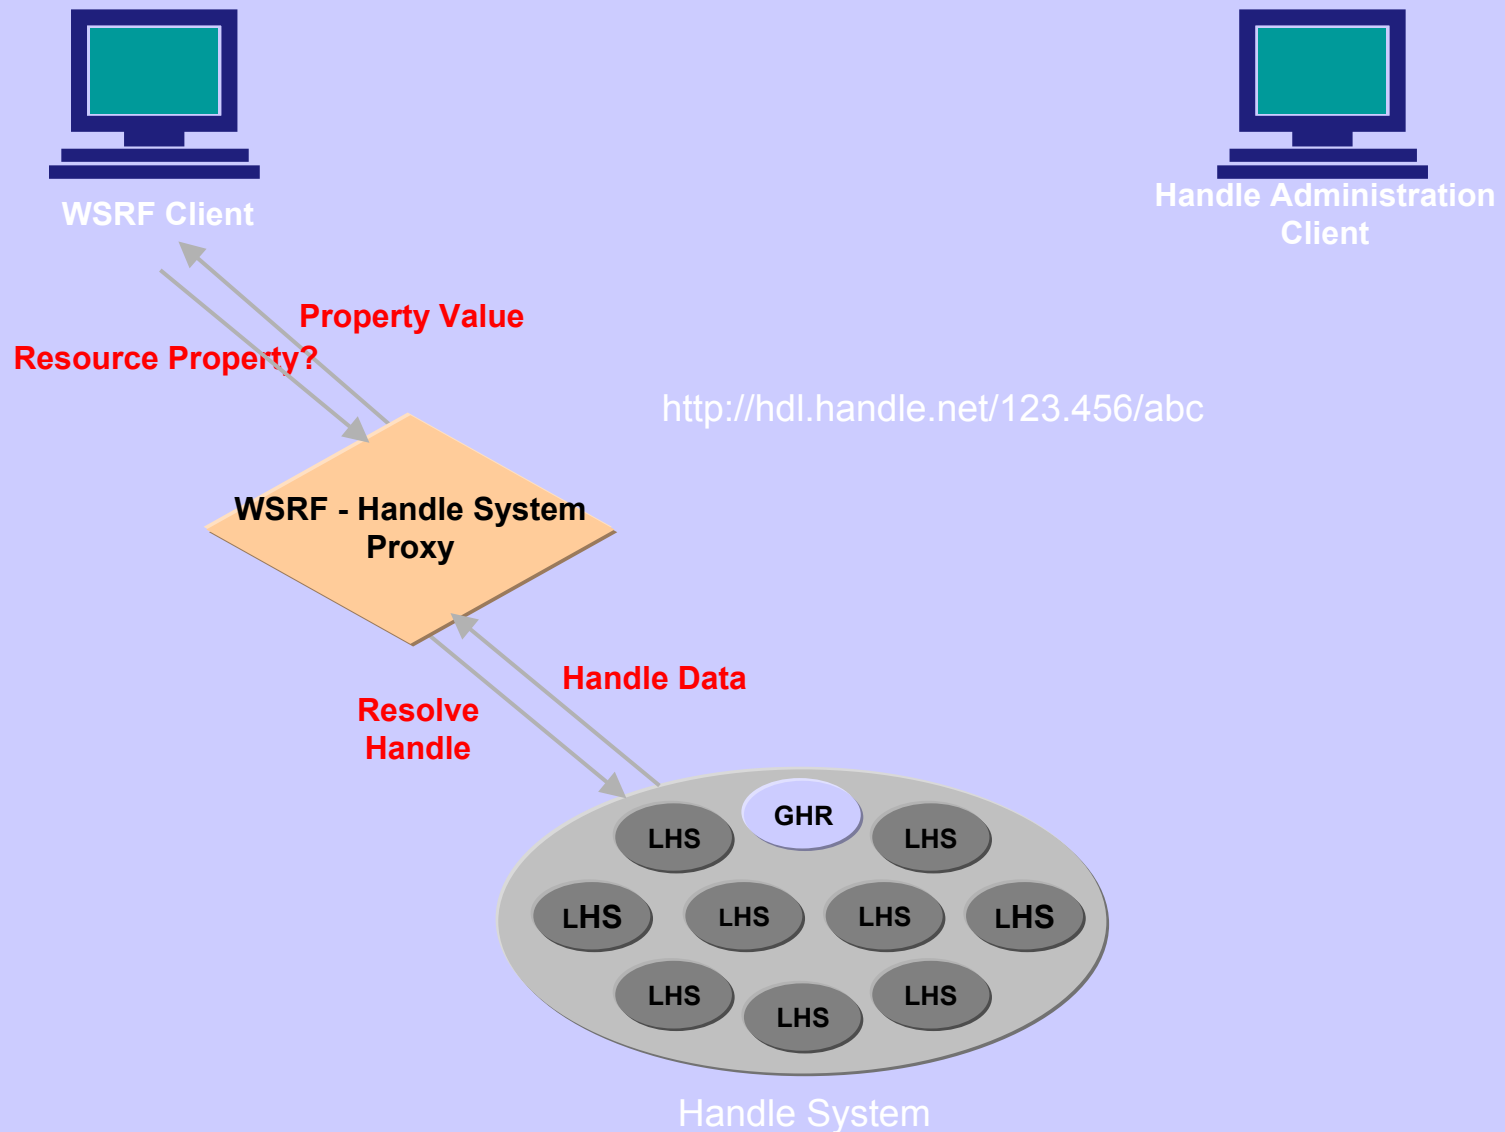 WSRF Client
Handle Administration
Client
Property Value
Resource Property?
http://hdl.handle.net/123.456/abc
WSRF - Handle System
Proxy
Handle Data
Resolve
Handle
GHR
LHS
LHS
LHS
LHS
LHS
LHS
LHS
LHS
LHS
Handle System